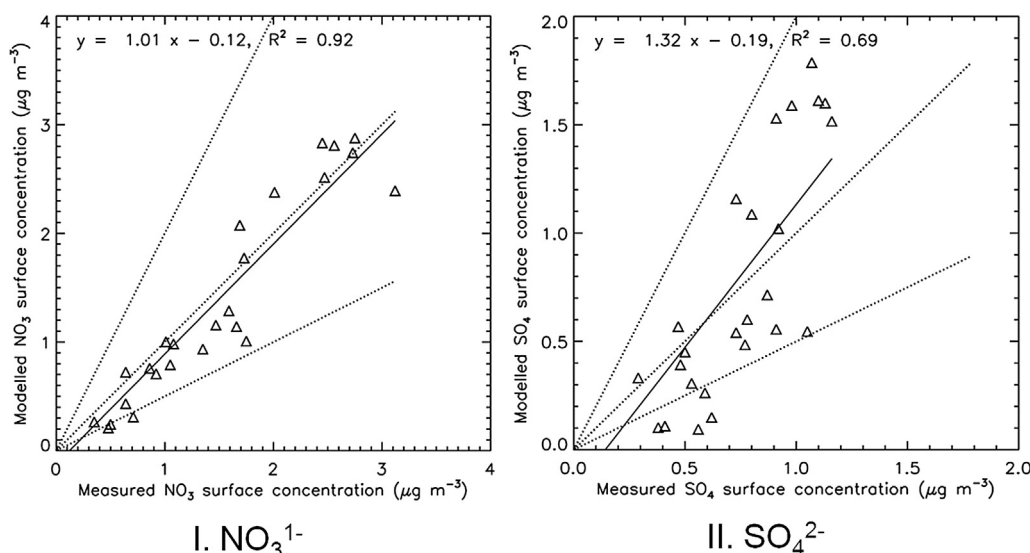 y = 1.01 x − 0.12, R² = 0.92
Modelled NO₃ surface concentration (μg m⁻³)
4
3
2
1
0
0 1 2 3 4
Measured NO₃ surface concentration (μg m⁻³)
I. NO₃¹⁻
y = 1.32 x − 0.19, R² = 0.69
Modelled SO₄ surface concentration (μg m⁻³)
2.0
1.5
1.0
0.5
0.0
0.0 0.5 1.0 1.5 2.0
Measured SO₄ surface concentration (μg m⁻³)
II. SO₄²⁻